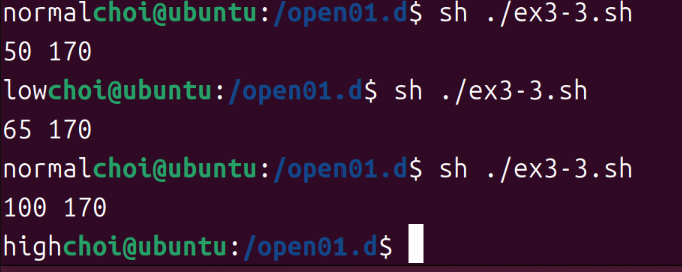 normalchoi@ubuntu:/open01.d$ sh ./ex3-3.sh
50 170
lowchoi@ubuntu:/open01.d$ sh ./ex3-3.sh
65 170
normalchoi@ubuntu:/open01.d$ sh ./ex3-3.sh
100 170
highchoi@ubuntu:/open01.d$